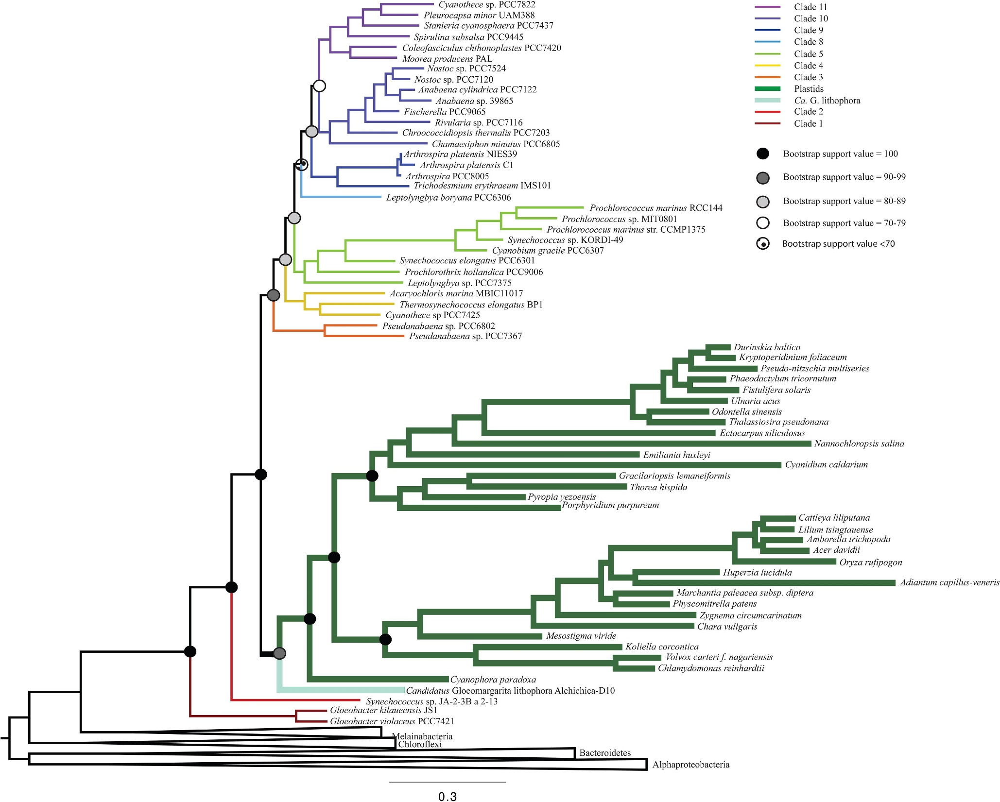 Cyanothece sp. PCC7822
Pleurocapsa minor UAM388
Stanieria cyanosphaera PCC7437
Spirulina subsalsa PCC9445
Coleofasciculus chthonoplastes PCC7420
Moorea producens PAL
Nostoc sp. PCC7524
Nostoc sp. PCC7120
Anabaena cylindrica PCC7122
Anabaena sp. 39865
Fischerella PCC9065
Rivularia sp. PCC7116
Chroococcidiopsis thermalis PCC7203
Chamaesiphon minutus PCC6805
Arthrospira platensis NIES39
Arthrospira platensis C1
Arthrospira PCC8005
Trichodesmium erythraeum IMS101
Leptolyngbya boryana PCC6306
Prochlorococcus marinus RCC144
Prochlorococcus sp. MIT0801
Prochlorococcus marinus str. CCMP1375
Synechococcus sp. KORDI-49
Cyanobium gracile PCC6307
Synechococcus elongatus PCC6301
Prochlorothrix hollandica PCC9006
Leptolyngbya sp. PCC7375
Acaryochloris marina MBIC11017
Thermosynechococcus elongatus BP1
Cyanothece sp PCC7425
Pseudanabaena sp. PCC6802
Pseudanabaena sp. PCC7367
Durinskia baltica
Kryptoperidinium foliaceum
Pseudo-nitzschia multiseries
Phaeodactylum tricornutum
Fistulifera solaris
Ulnaria acus
Odontella sinensis
Thalassiosira pseudonana
Ectocarpus siliculosus
Nannochloropsis salina
Emiliania huxleyi
Cyanidium caldarium
Gracilariopsis lemaneiformis
Thorea hispida
Pyropia yezoensis
Porphyridium purpureum
Cattleya liliputana
Lilium tsingtauense
Amborella trichopoda
Acer davidii
Oryza rufipogon
Huperzia lucidula
Adiantum capillus-veneris
Marchantia paleacea subsp. diptera
Physcomitrella patens
Zygnema circumcarinatum
Chara vullgaris
Mesostigma viride
Koliella corcontica
Volvox carteri f. nagariensis
Chlamydomonas reinhardtii
Cyanophora paradoxa
Candidatus Gloeomargarita lithophora Alchichica-D10
Synechococcus sp. JA-2-3B a 2-13
Gloeobacter kilaueensis JS1
Gloeobacter violaceus PCC7421
Melainabacteria
Chloroflexi
Bacteroidetes
Alphaproteobacteria
0.3
Clade 11
Clade 10
Clade 9
Clade 8
Clade 5
Clade 4
Clade 3
Plastids
Ca. G. lithophora
Clade 2
Clade 1
Bootstrap support value = 100
Bootstrap support value = 90-99
Bootstrap support value = 80-89
Bootstrap support value = 70-79
Bootstrap support value <70